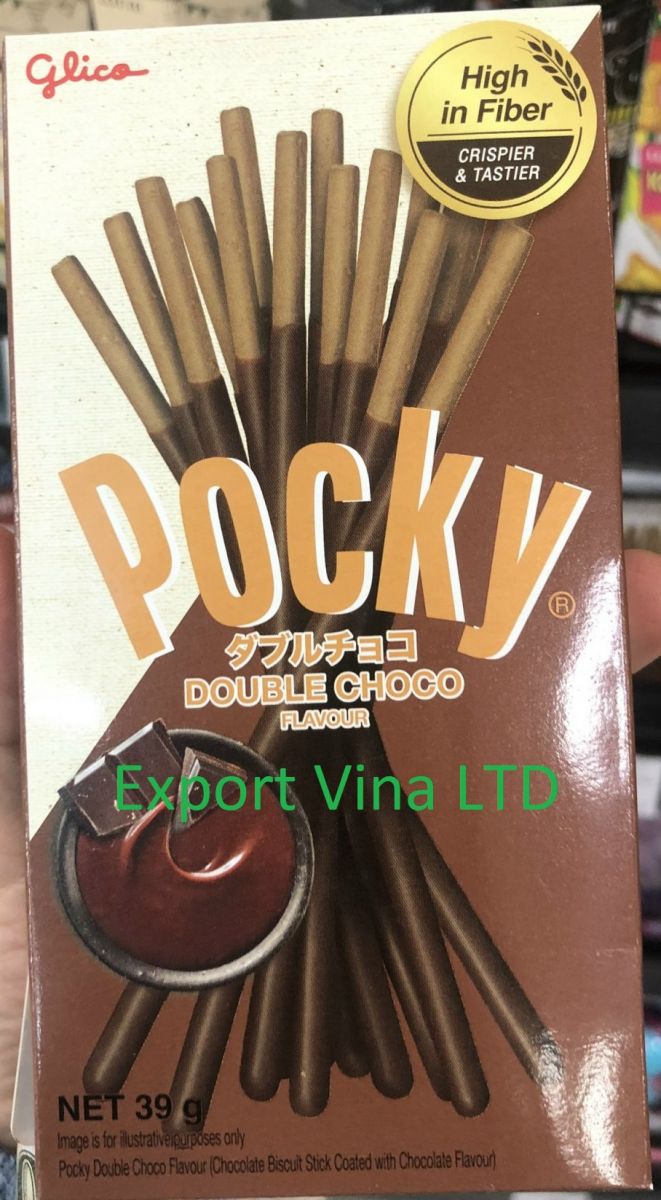 Glico
High
in Fiber
CRISPIER
& TASTIER
Pocky®
ダブルチョコ
DOUBLE CHOCO
FLAVOUR
Export Vina LTD
NET 39 g
Image is for illustrative purposes only
Pocky Double Choco Flavour (Chocolate Biscuit Stick Coated with Chocolate Flavour)